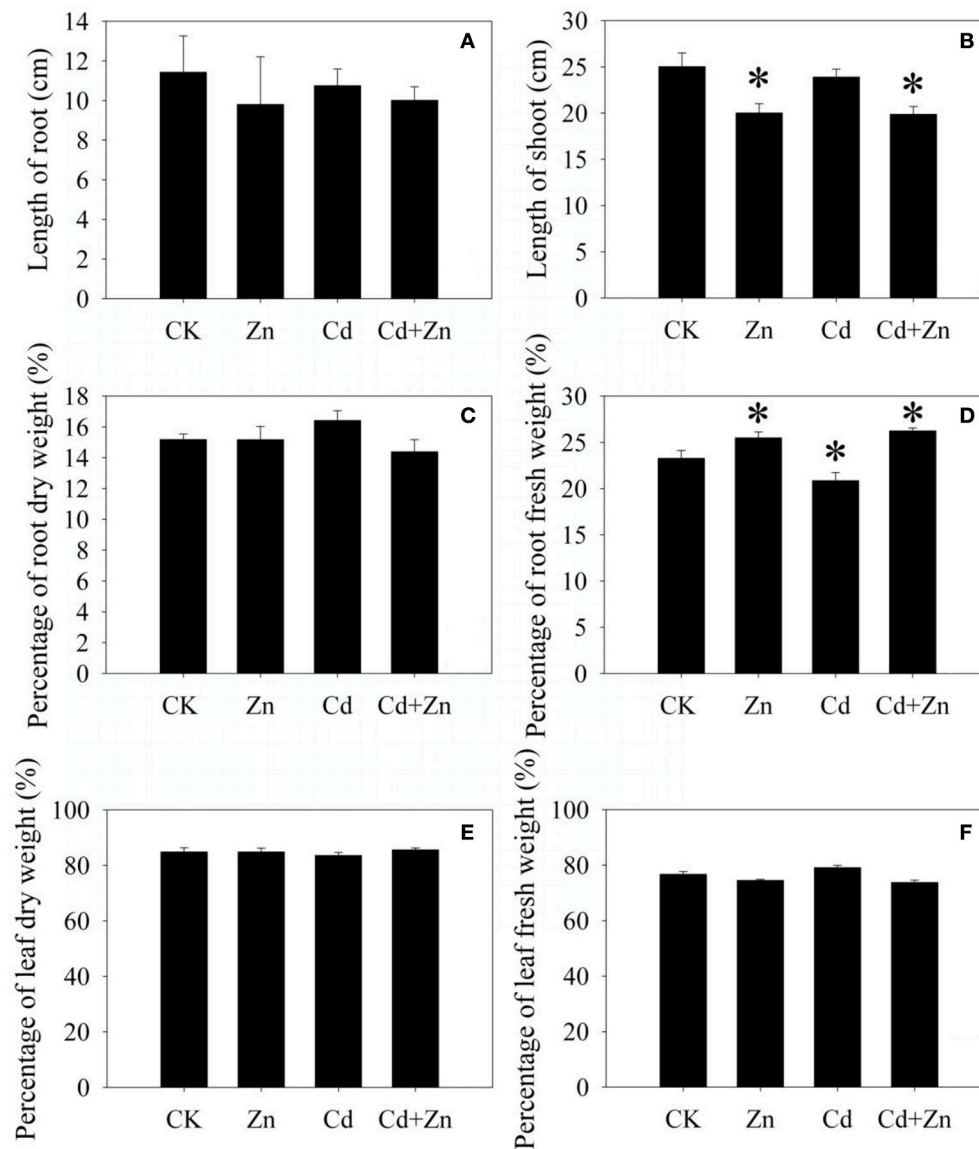 A
Length of root (cm)
14
12
10
8
6
4
2
0
CK Zn Cd Cd+Zn
B
Length of shoot (cm)
30
25
20
15
10
5
0
* *
CK Zn Cd Cd+Zn
C
Percentage of root dry weight (%)
18
16
14
12
10
8
6
4
2
0
CK Zn Cd Cd+Zn
D
Percentage of root fresh weight (%)
30
25
20
15
10
5
0
* * *
CK Zn Cd Cd+Zn
E
Percentage of leaf dry weight (%)
100
80
60
40
20
0
CK Zn Cd Cd+Zn
F
Percentage of leaf fresh weight (%)
100
80
60
40
20
0
CK Zn Cd Cd+Zn